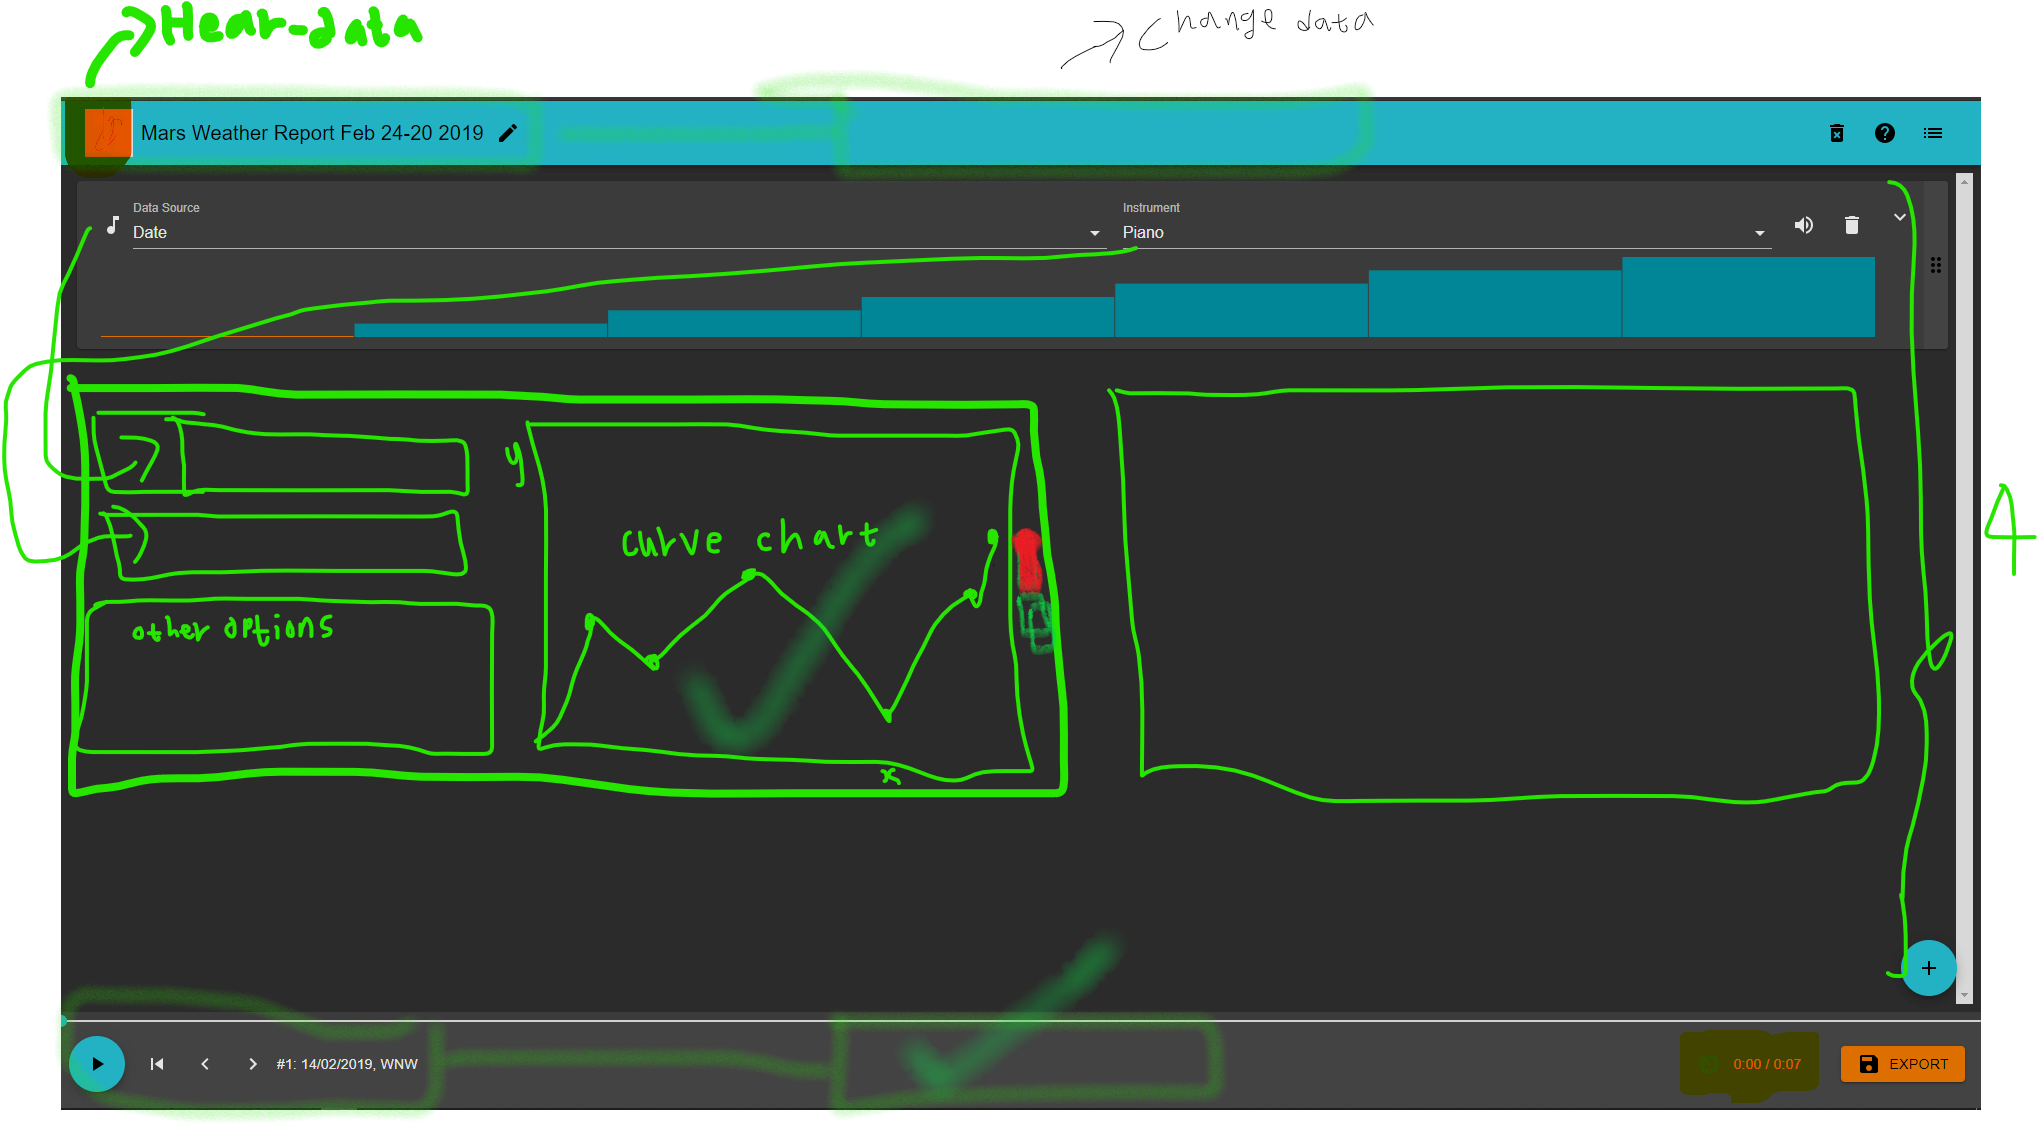 Hear-data
Change data
Mars Weather Report Feb 24-20 2019
Data Source
Instrument
Date
Piano
y
curve chart
4
other options
x
+
#1: 14/02/2019, WNW
0:00 / 0:07
EXPORT